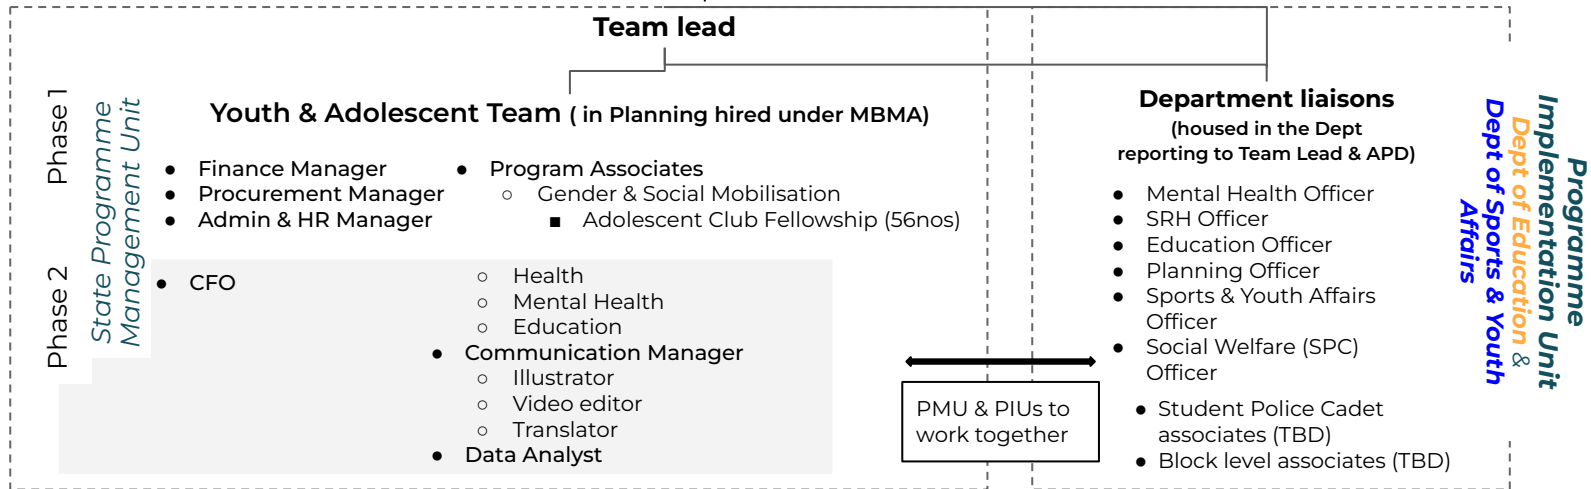 Team lead
Phase 1
Phase 2
State Programme
Management Unit
Youth & Adolescent Team ( in Planning hired under MBMA)
● Finance Manager
● Procurement Manager
● Admin & HR Manager
● Program Associates
○ Gender & Social Mobilisation
■ Adolescent Club Fellowship (56nos)
● CFO
○ Health
○ Mental Health
○ Education
● Communication Manager
○ Illustrator
○ Video editor
○ Translator
● Data Analyst
PMU & PIUs to
work together
Department liaisons
(housed in the Dept
reporting to Team Lead & APD)
● Mental Health Officer
● SRH Officer
● Education Officer
● Planning Officer
● Sports & Youth Affairs
Officer
● Social Welfare (SPC)
Officer
● Student Police Cadet
associates (TBD)
● Block level associates (TBD)
Programme
Implementation Unit
Dept of Education &
Dept of Sports & Youth
Affairs